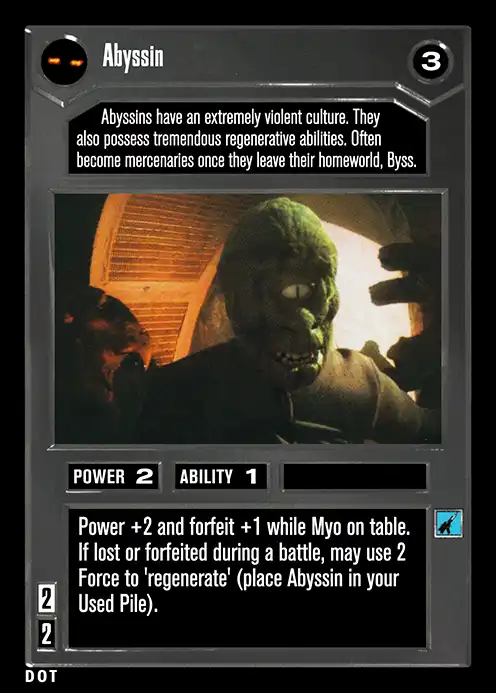 Abyssin
3
Abyssins have an extremely violent culture. They
also possess tremendous regenerative abilities. Often
become mercenaries once they leave their homeworld, Byss.
POWER 2 ABILITY 1
Power +2 and forfeit +1 while Myo on table.
If lost or forfeited during a battle, may use 2
Force to 'regenerate' (place Abyssin in your
Used Pile).
2
2
DOT